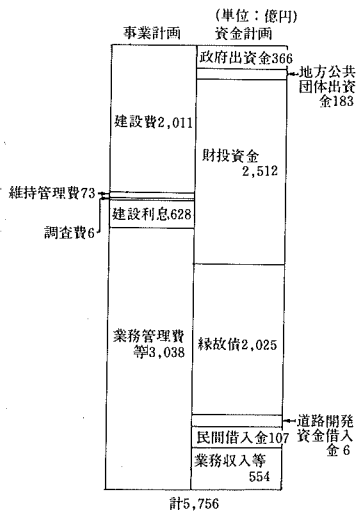 (単位：億円)
事業計画
資金計画
建設費2,011
維持管理費73
建設利息628
調査費6
業務管理費
等3,038
政府出資金366
地方公共
団体出資
金183
財投資金
2,512
縁故債2,025
道路開発
資金借入
金6
民間借入金107
業務収入等
554
計5,756